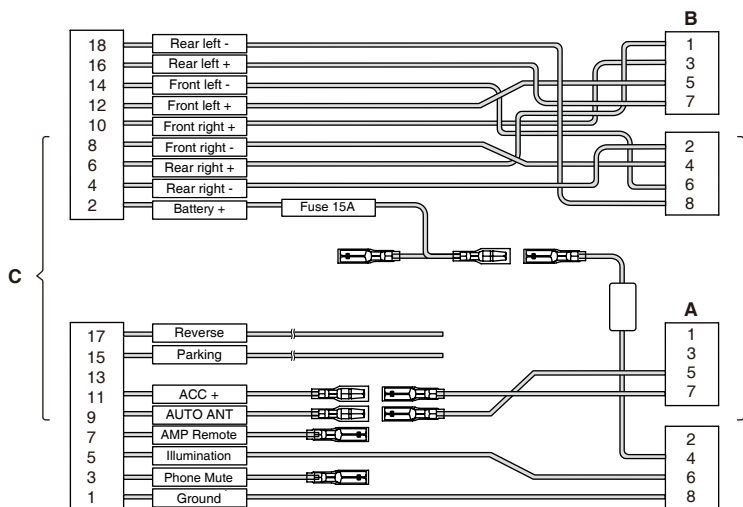 B
18 Rear left - 1
16 Rear left + 3
14 Front left - 5
12 Front left + 7
10 Front right +
8 Front right - 2
6 Rear right + 4
4 Rear right - 6
2 Battery + Fuse 15A 8
C
A
17 Reverse 1
15 Parking 3
13 5
11 ACC + 7
9 AUTO ANT
7 AMP Remote 2
5 Illumination 4
3 Phone Mute 6
1 Ground 8